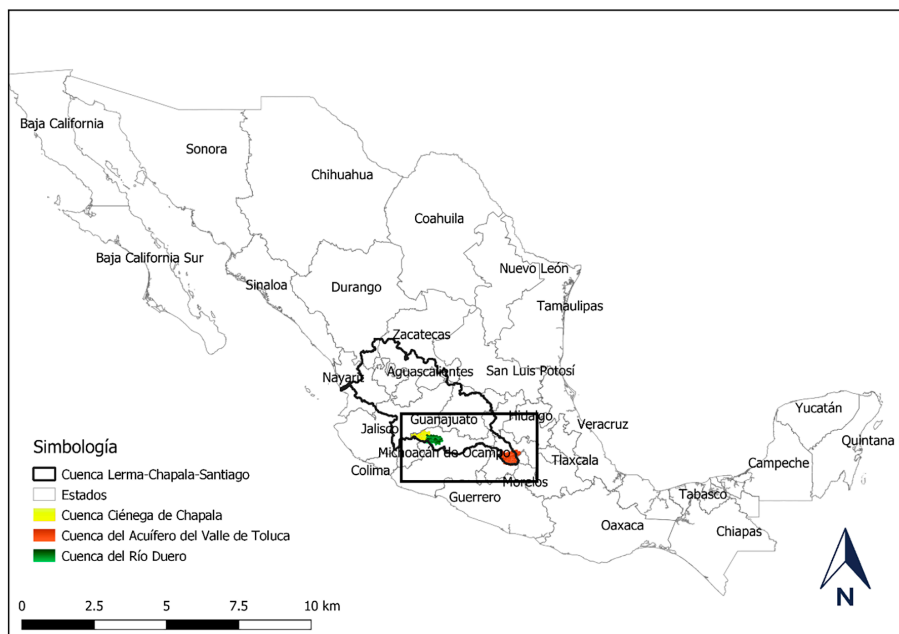 Baja California
Sonora
Chihuahua
Coahuila
Baja California Sur
Sinaloa
Durango
Nuevo León
Tamaulipas
Zacatecas
Nayarit
Aguascalientes
San Luis Potosí
Jalisco
Guanajuato
Hidalgo
Veracruz
Yucatán
Quintana
Campeche
Michoacán de Ocampo
Tlaxcala
Colima
Morelos
Guerrero
Tabasco
Oaxaca
Chiapas
Simbología
Cuenca Lerma-Chapala-Santiago
Estados
Cuenca Ciénega de Chapala
Cuenca del Acuífero del Valle de Toluca
Cuenca del Río Duero
0 2.5 5 7.5 10 km
N